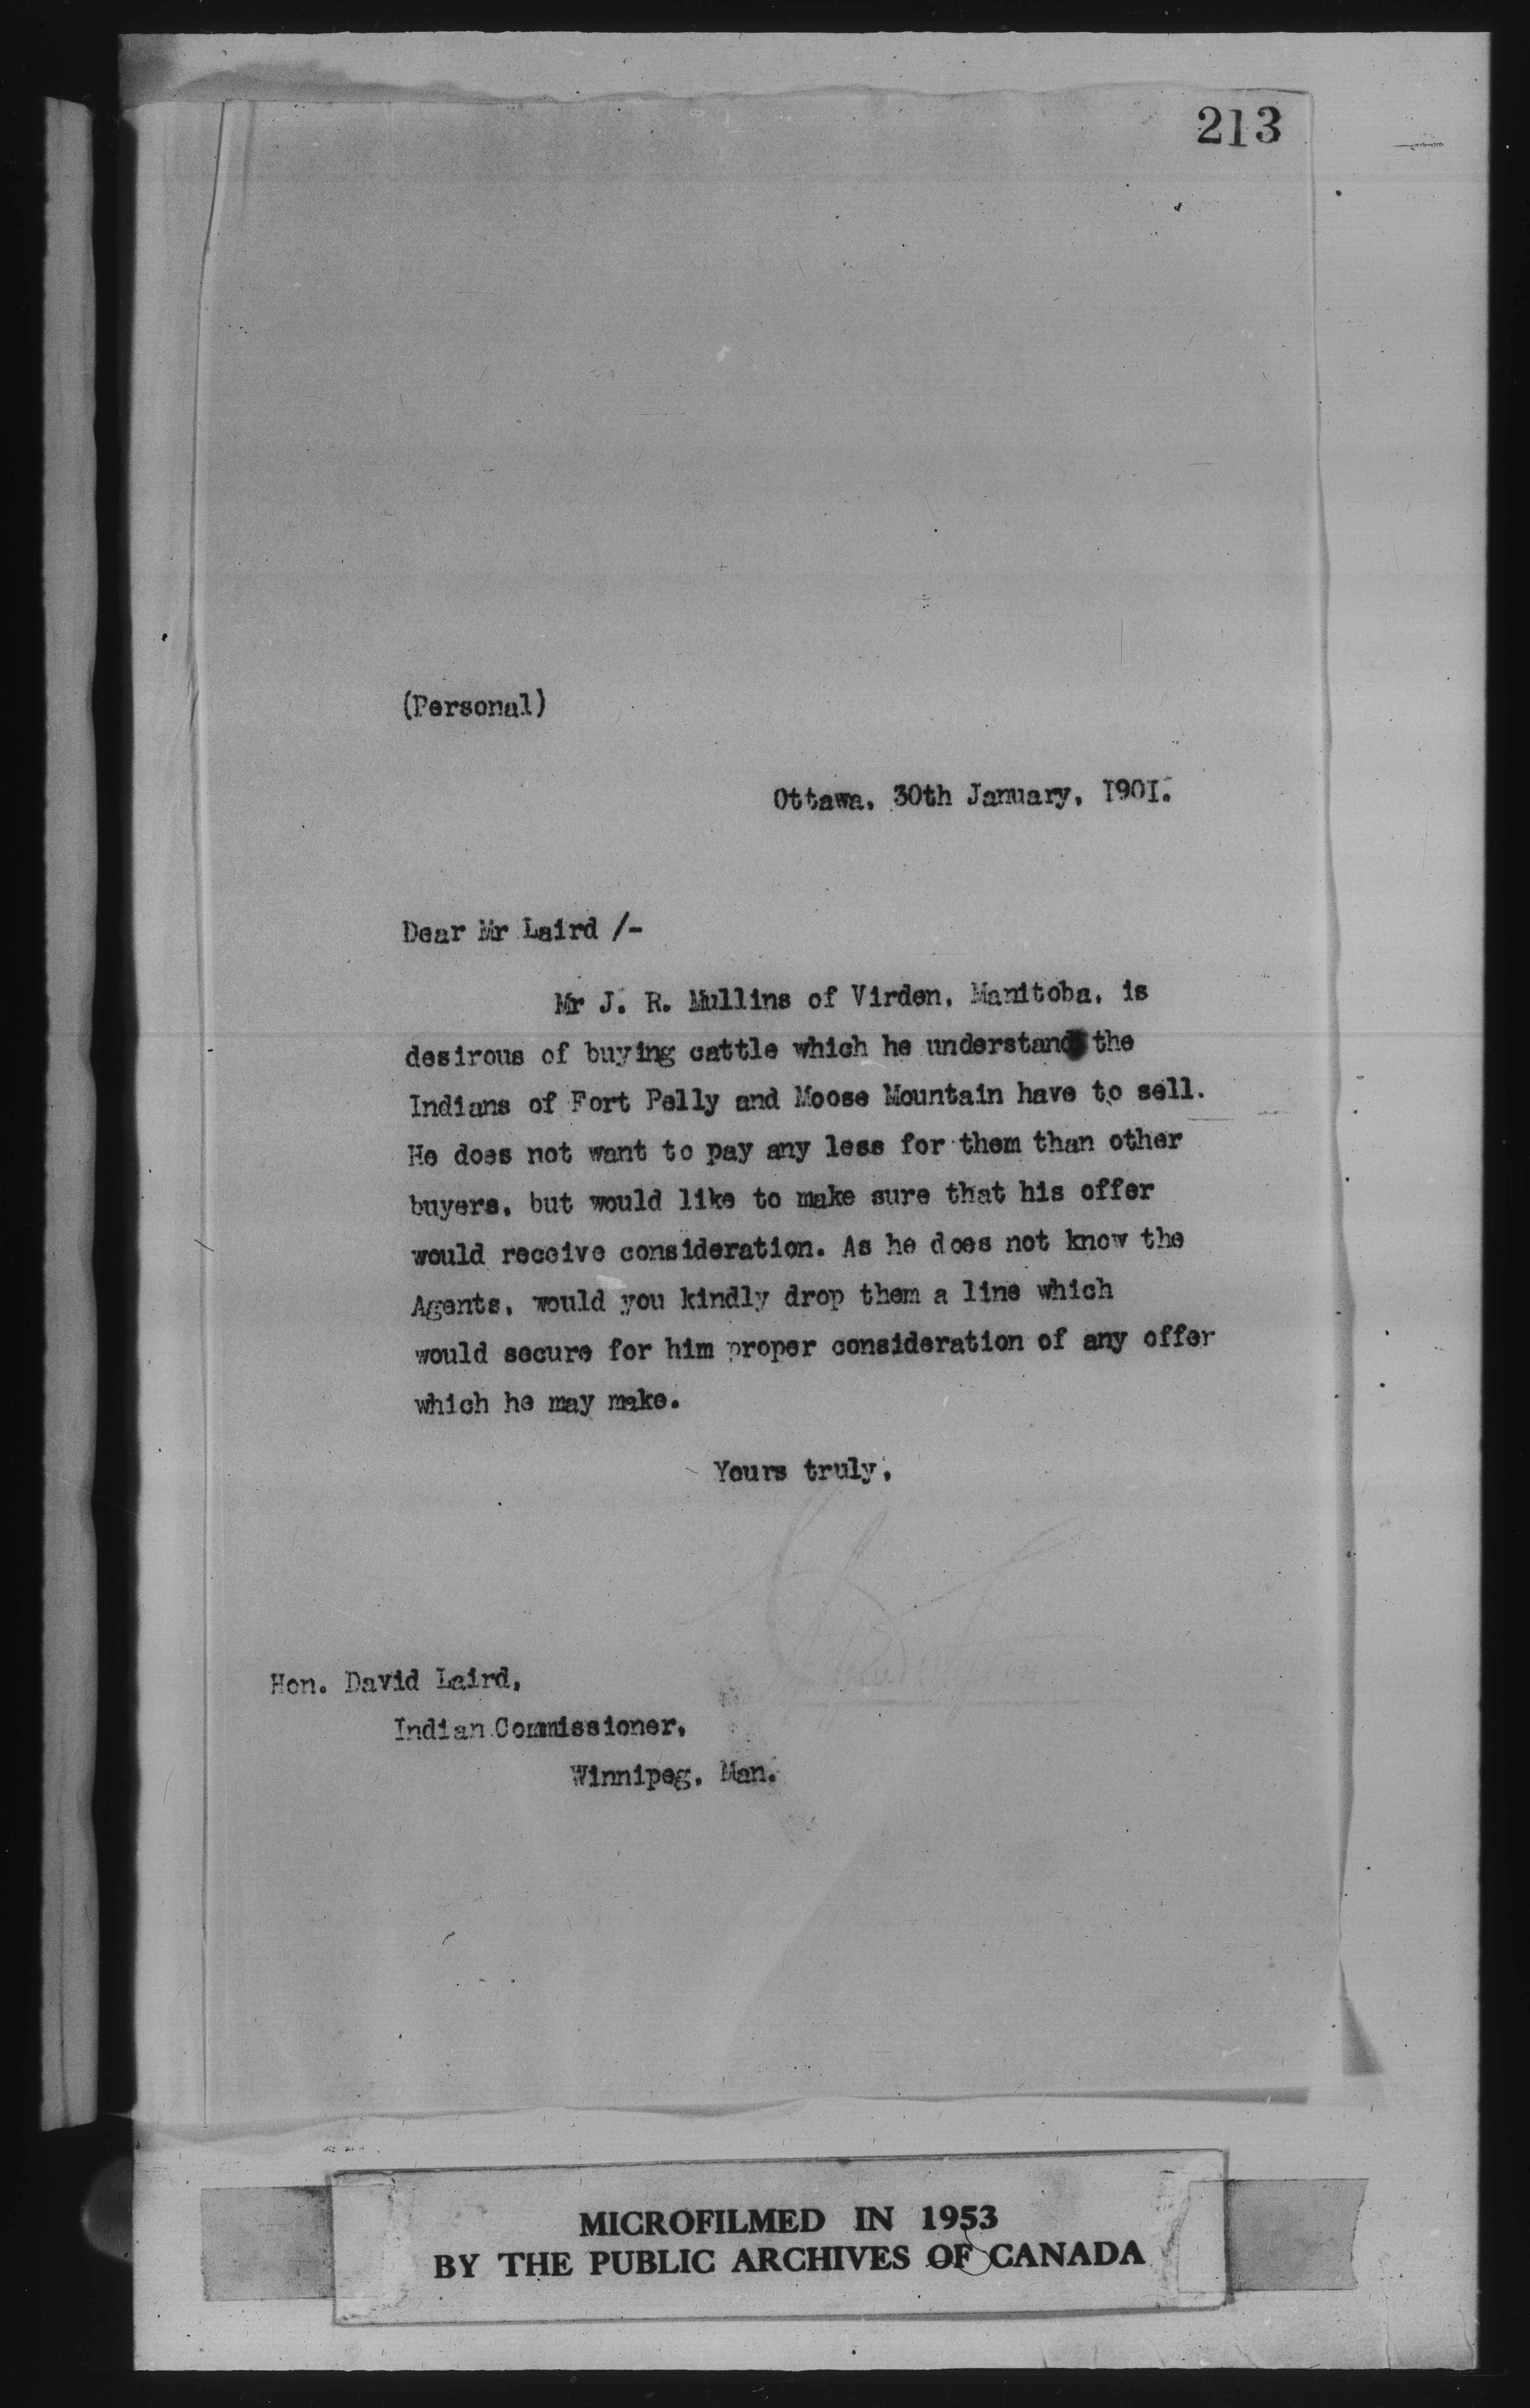 213
(Personal)
Ottawa, 30th January, 1901.
Dear Mr Laird /-
Mr J. R. Mullins of Virden, Manitoba, is
desirous of buying cattle which he understands the
Indians of Fort Pelly and Moose Mountain have to sell.
He does not want to pay any less for them than other
buyers, but would like to make sure that his offer
would receive consideration. As he does not know the
Agents, would you kindly drop them a line which
would secure for him proper consideration of any offer
which he may make.
Yours truly,
Hon. David Laird,
Indian Commissioner,
Winnipeg, Man.
MICROFILMED IN 1953
BY THE PUBLIC ARCHIVES OF CANADA